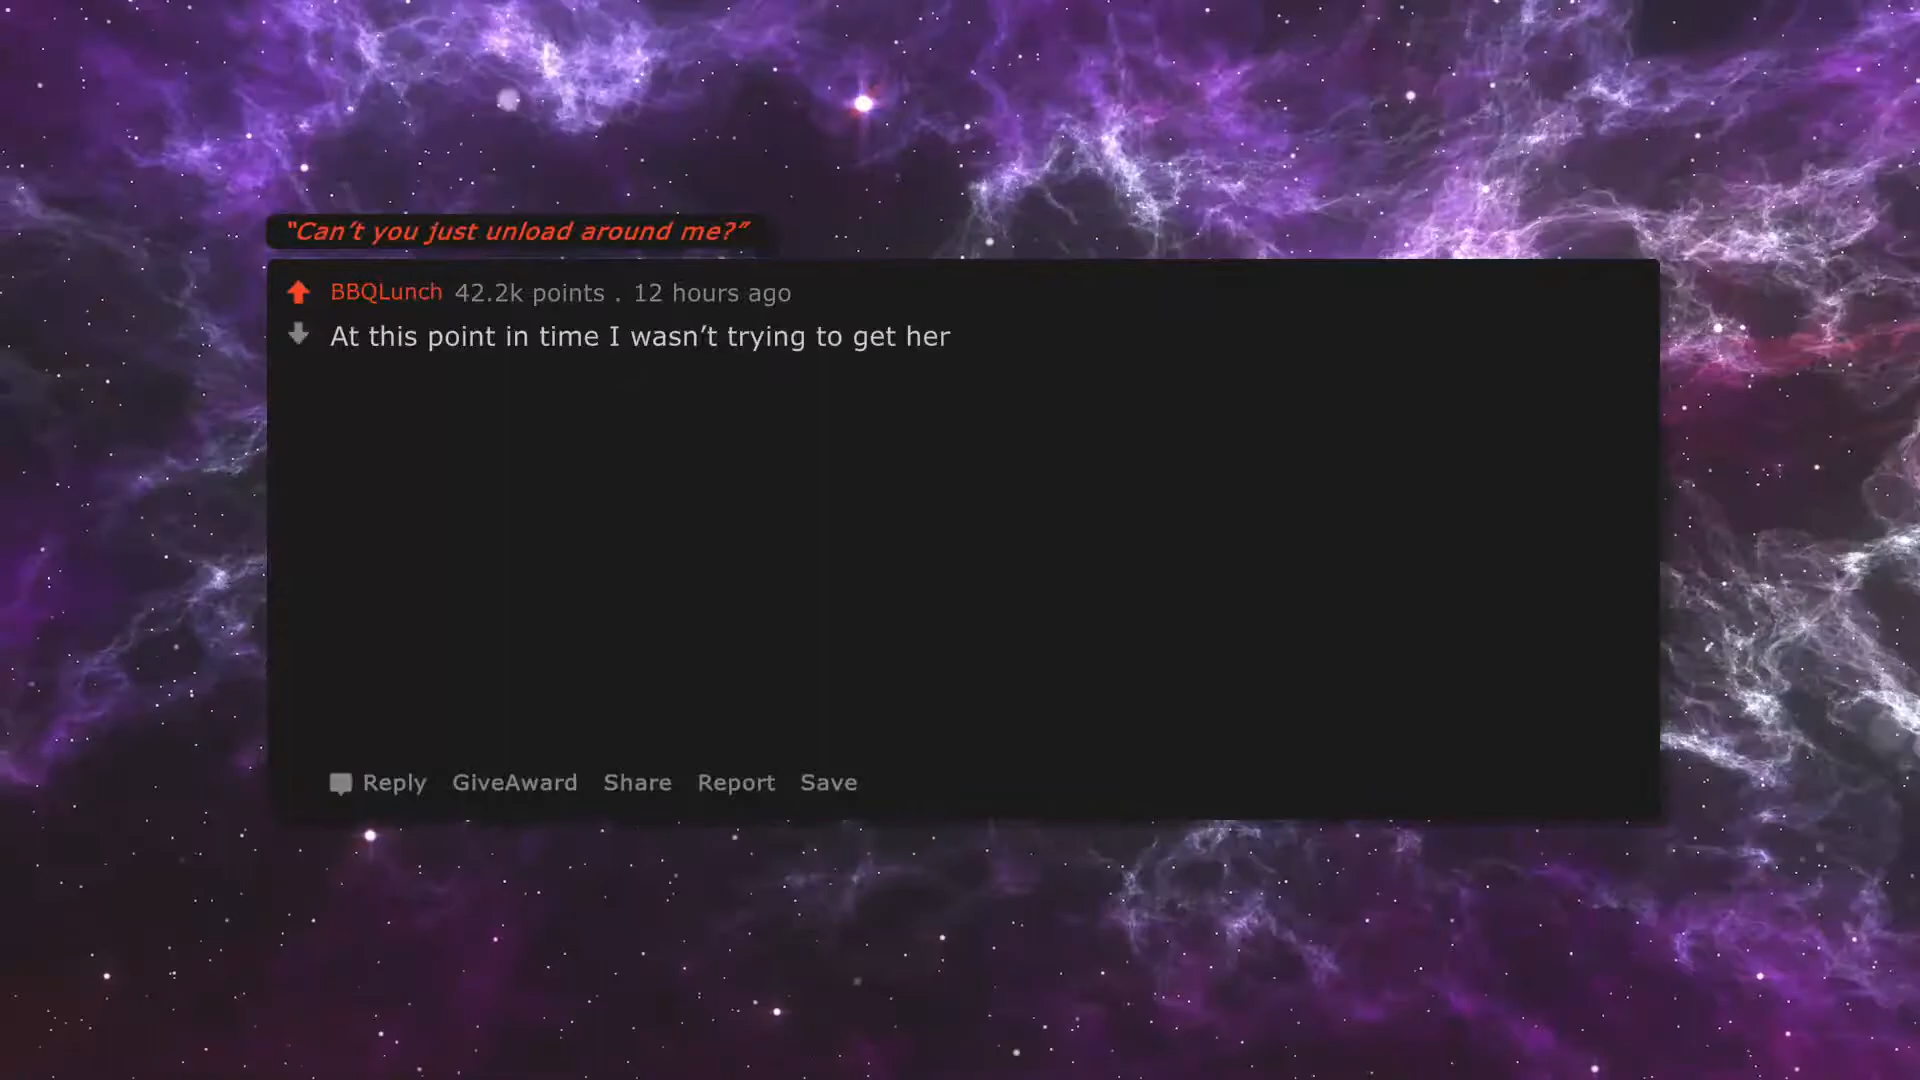 “Can’t you just unload around me?”
BBQLunch 42.2k points . 12 hours ago
At this point in time I wasn’t trying to get her
Reply GiveAward Share Report Save